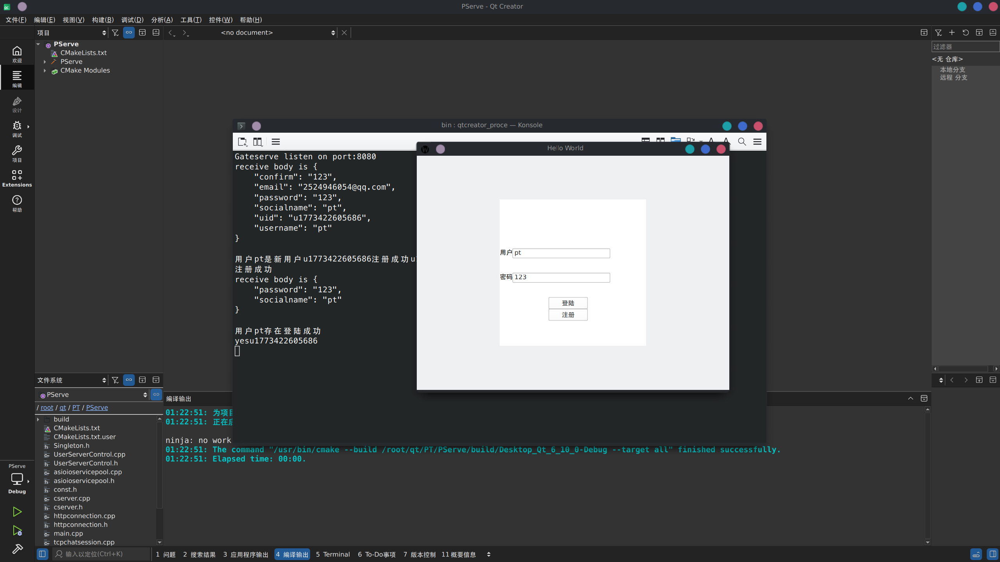 PServe - Qt Creator
文件(F) 编辑(E) 视图(V) 构建(B) 调试(D) 分析(A) 工具(T) 控件(W) 帮助(H)
项目
<no document>
过滤器
<无 仓库>
本地分支
远程 分支
欢迎
编辑
设计
调试
项目
Extensions
帮助
PServe
CMakeLists.txt
PServe
CMake Modules
bin : qtcreator_proce — Konsole
Gateserve listen on port:8080
receive body is {
"confirm": "123",
"email": "2524946054@qq.com",
"password": "123",
"socialname": "pt",
"uid": "u1773422605686",
"username": "pt"
}
用户pt是新用户u1773422605686注册成功u
注册成功
receive body is {
"password": "123",
"socialname": "pt"
}
用户pt存在登陆成功
yesu1773422605686
Hello World
用户 pt
密码 123
登陆
注册
文件系统
PServe
/ root / qt / PT / PServe
build
CMakeLists.txt
CMakeLists.txt.user
Singleton.h
UserServerControl.cpp
UserServerControl.h
asioioservicepool.cpp
asioioservicepool.h
const.h
cserver.cpp
cserver.h
httpconnection.cpp
httpconnection.h
main.cpp
tcpchatsession.cpp
编译输出
01:22:51: 为项目
01:22:51: 正在启
ninja: no work
01:22:51: The command "/usr/bin/cmake --build /root/qt/PT/PServe/build/Desktop_Qt_6_10_0-Debug --target all" finished successfully.
01:22:51: Elapsed time: 00:00.
PServe
Debug
输入以定位(Ctrl+K)
1 问题 2 搜索结果 3 应用程序输出 4 编译输出 5 Terminal 6 To-Do事项 7 版本控制 11 概要信息